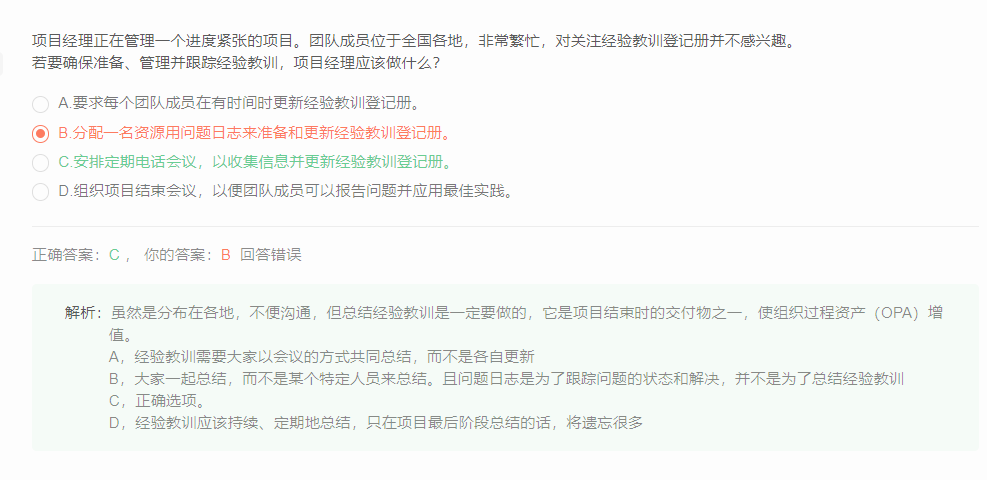 项目经理正在管理一个进度紧张的项目。团队成员位于全国各地，非常繁忙，对关注经验教训登记册并不感兴趣。
若要确保准备、管理并跟踪经验教训，项目经理应该做什么？
A.要求每个团队成员在有时间时更新经验教训登记册。
B.分配一名资源用问题日志来准备和更新经验教训登记册。
C.安排定期电话会议，以收集信息并更新经验教训登记册。
D.组织项目结束会议，以便团队成员可以报告问题并应用最佳实践。
正确答案：C ， 你的答案：B 回答错误
解析：虽然是分布在各地，不便沟通，但总结经验教训是一定要做的，它是项目结束时的交付物之一，使组织过程资产（OPA）增
值。
A，经验教训需要大家以会议的方式共同总结，而不是各自更新
B，大家一起总结，而不是某个特定人员来总结。且问题日志是为了跟踪问题的状态和解决，并不是为了总结经验教训
C，正确选项。
D，经验教训应该持续、定期地总结，只在项目最后阶段总结的话，将遗忘很多